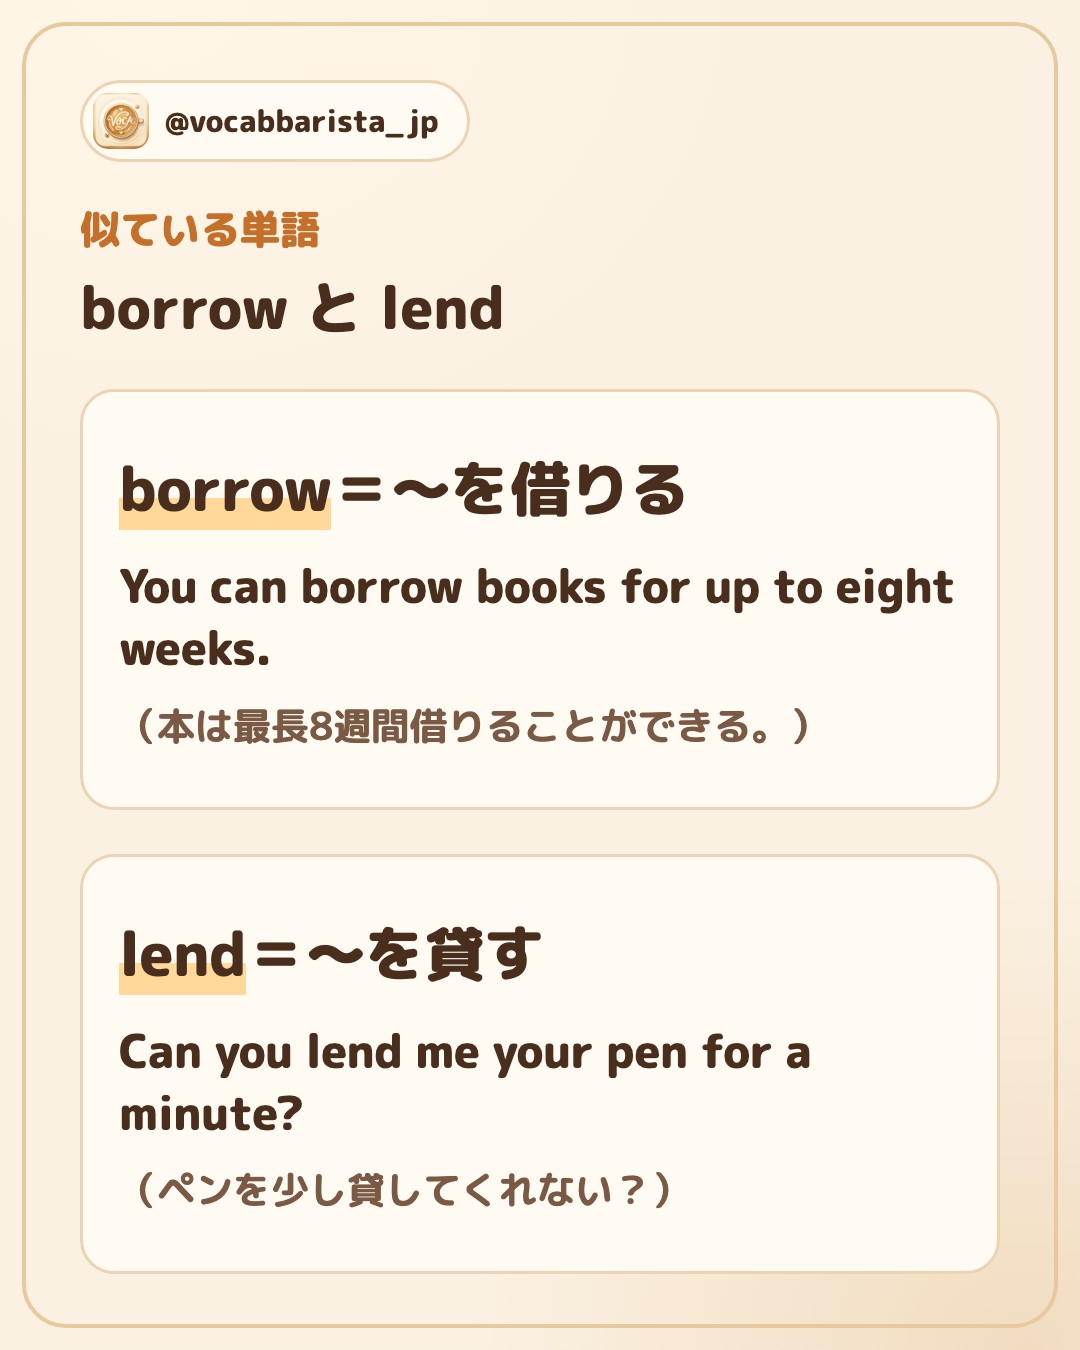 @vocabbarista_jp
似ている単語
borrow と lend
borrow＝〜を借りる
You can borrow books for up to eight
weeks.
（本は最長8週間借りることができる。）
lend＝〜を貸す
Can you lend me your pen for a
minute?
（ペンを少し貸してくれない？）